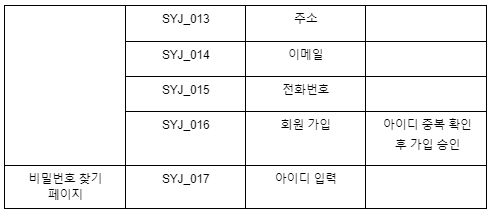 SYJ_013 주소
SYJ_014 이메일
SYJ_015 전화번호
SYJ_016 회원 가입 아이디 중복 확인
후 가입 승인
비밀번호 찾기
페이지 SYJ_017 아이디 입력